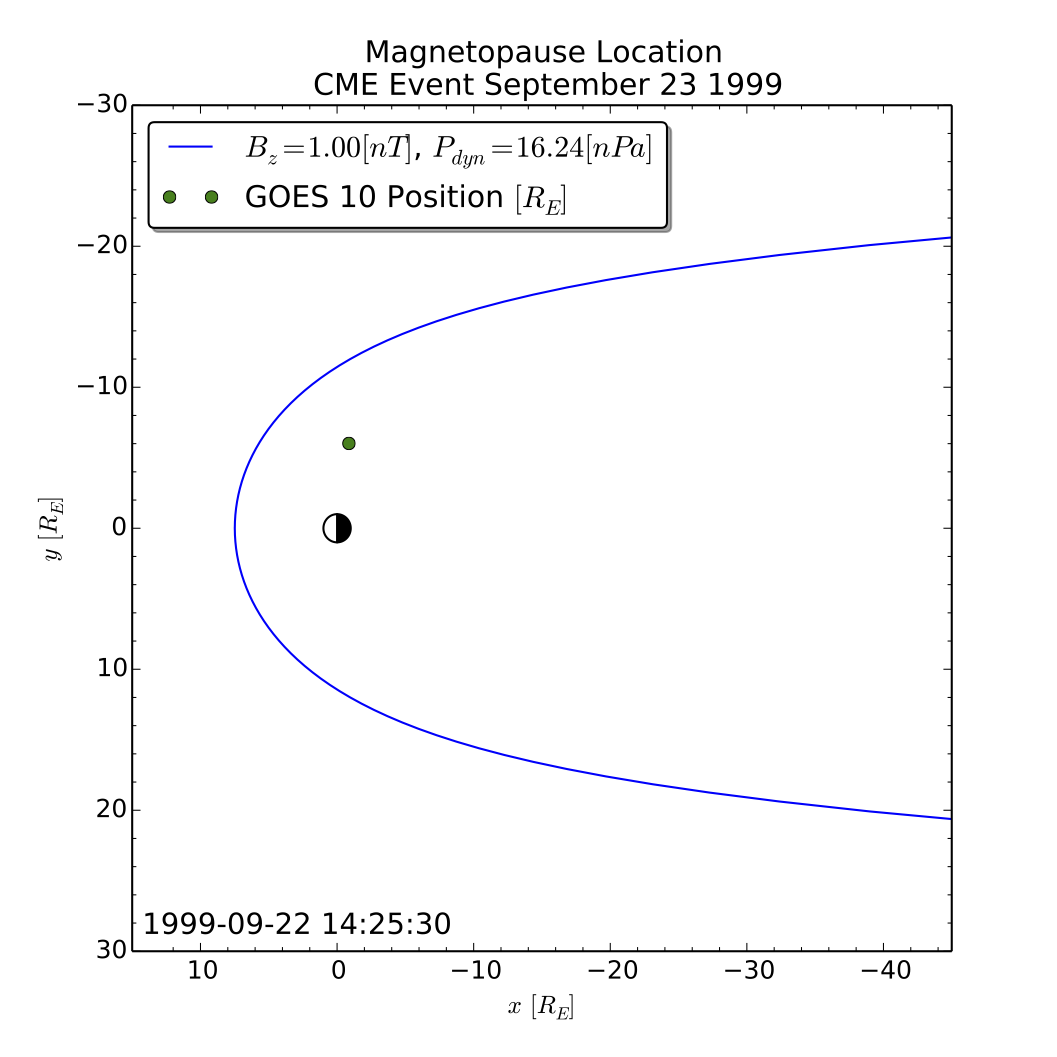 Magnetopause Location
CME Event September 23 1999
B_z=1.00[nT], P_dyn=16.24[nPa]
GOES 10 Position [R_E]
−30
−20
−10
0
10
20
30
y [R_E]
1999-09-22 14:25:30
10 0 −10 −20 −30 −40
x [R_E]